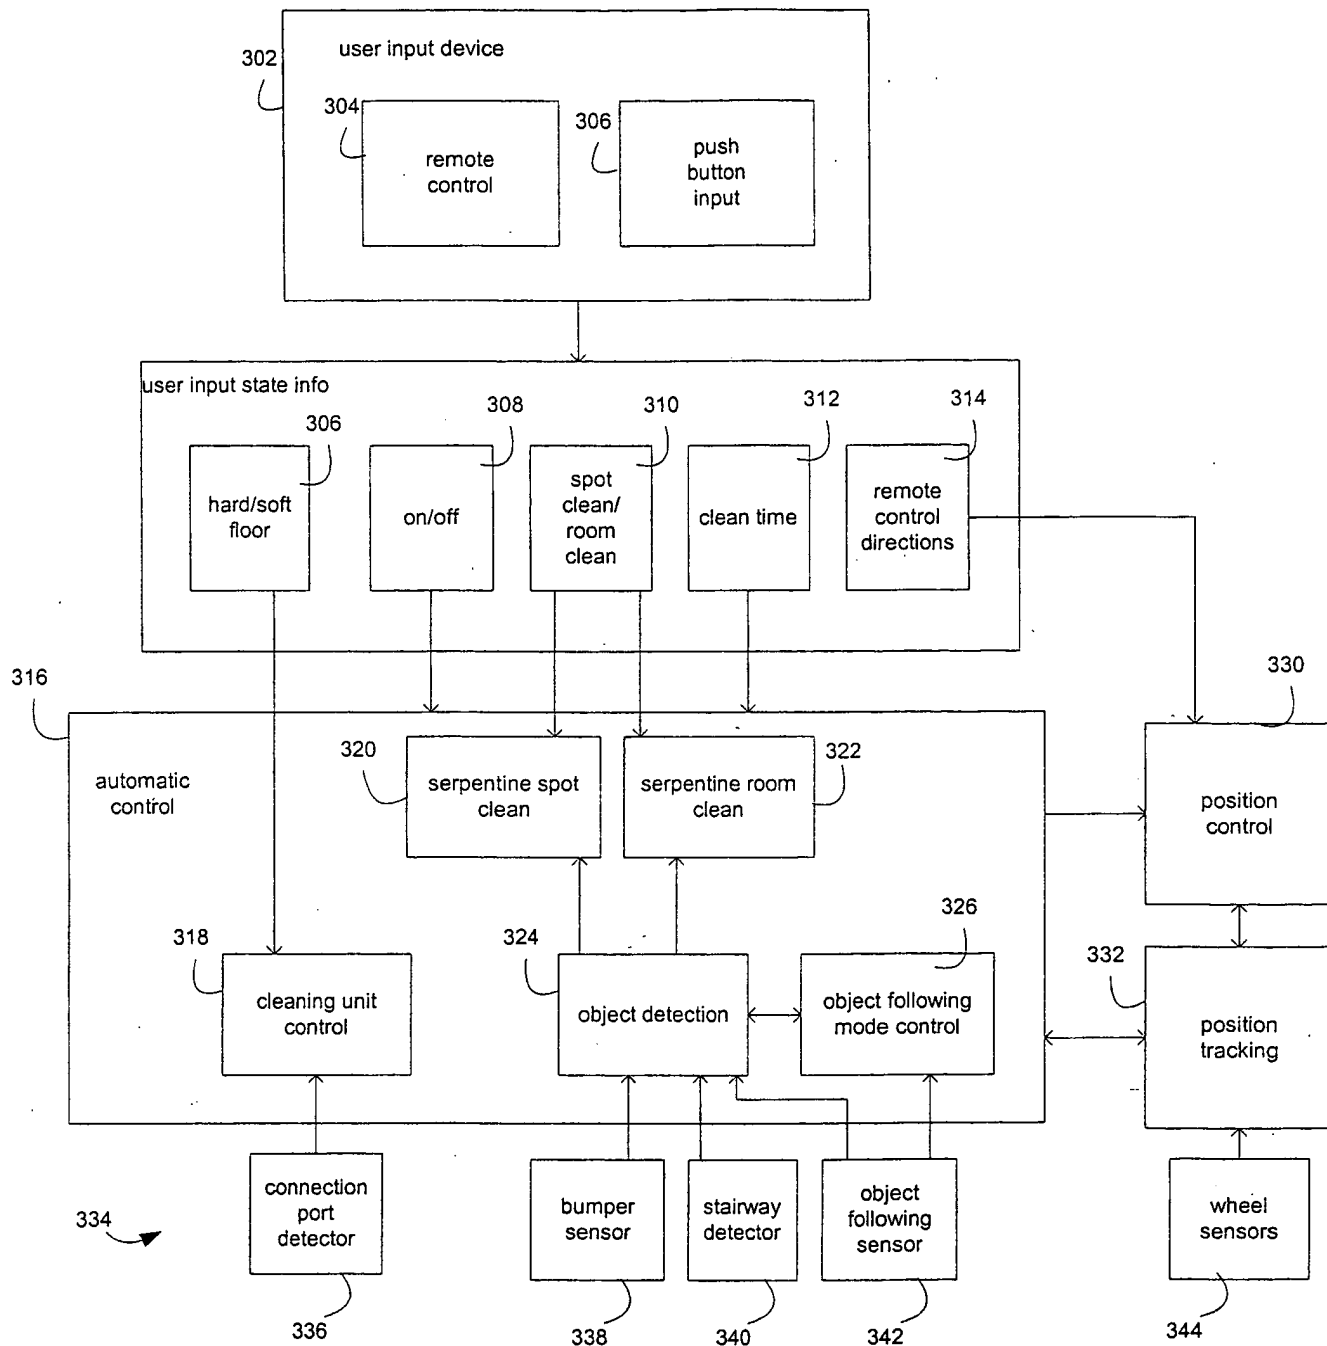 user input device
302
304
306
remote
control
push
button
input
user input state info
306
308
310
312
314
hard/soft
floor
on/off
spot
clean/
room
clean
clean time
remote
control
directions
316
330
automatic
control
320
serpentine spot
clean
serpentine room
clean
322
position
control
318
cleaning unit
control
324
object detection
326
object following
mode control
332
position
tracking
334
connection
port
detector
bumper
sensor
stairway
detector
object
following
sensor
wheel
sensors
336
338
340
342
344